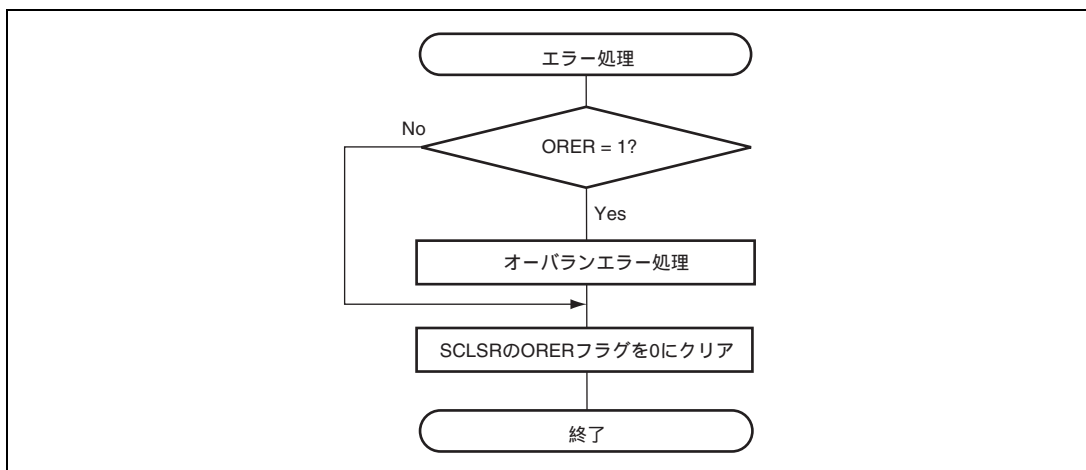 エラー処理
No
ORER = 1?
Yes
オーバランエラー処理
SCLSRのORERフラグを0にクリア
終了